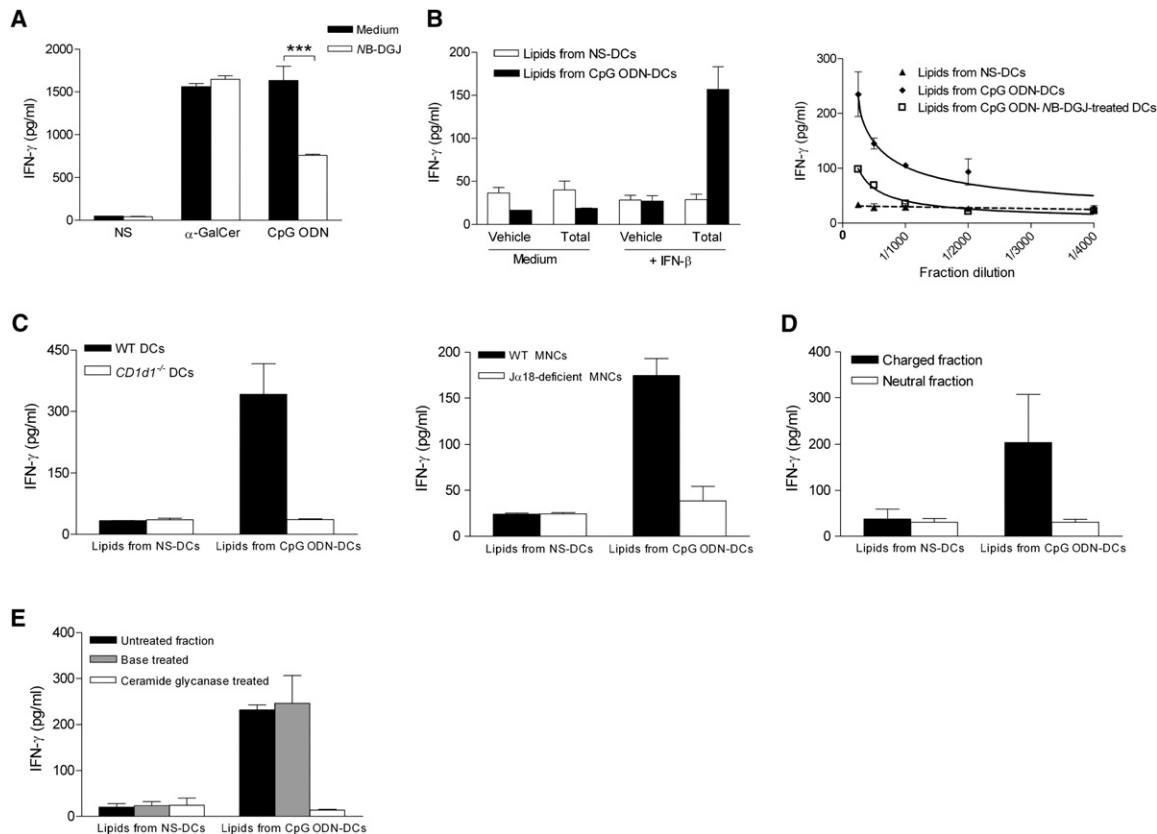 A
Medium
NB-DGJ
***
IFN-γ (pg/ml)
2000
1500
1000
500
0
NS
α-GalCer
CpG ODN
B
Lipids from NS-DCs
Lipids from CpG ODN-DCs
IFN-γ (pg/ml)
200
150
100
50
0
Vehicle
Total
Vehicle
Total
Medium
+ IFN-β
Lipids from NS-DCs
Lipids from CpG ODN-DCs
Lipids from CpG ODN- NB-DGJ-treated DCs
IFN-γ (pg/ml)
300
200
100
0
0
1/1000
1/2000
1/3000
1/4000
Fraction dilution
C
WT DCs
CD1d1-/- DCs
IFN-γ (pg/ml)
450
300
150
0
Lipids from NS-DCs
Lipids from CpG ODN-DCs
WT MNCs
Jα18-deficient MNCs
IFN-γ (pg/ml)
200
150
100
50
0
Lipids from NS-DCs
Lipids from CpG ODN-DCs
D
Charged fraction
Neutral fraction
IFN-γ (pg/ml)
400
300
200
100
0
Lipids from NS-DCs
Lipids from CpG ODN-DCs
E
Untreated fraction
Base treated
Ceramide glycanase treated
IFN-γ (pg/ml)
400
300
200
100
0
Lipids from NS-DCs
Lipids from CpG ODN-DCs